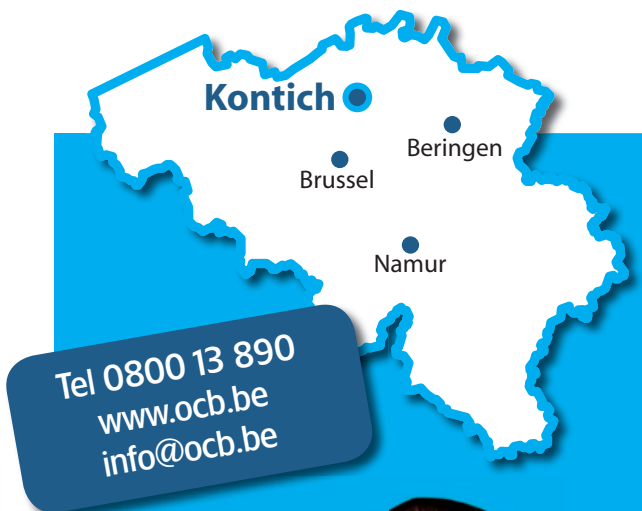 Kontich
Beringen
Brussel
Namur
Tel 0800 13 890
www.ocb.be
info@ocb.be